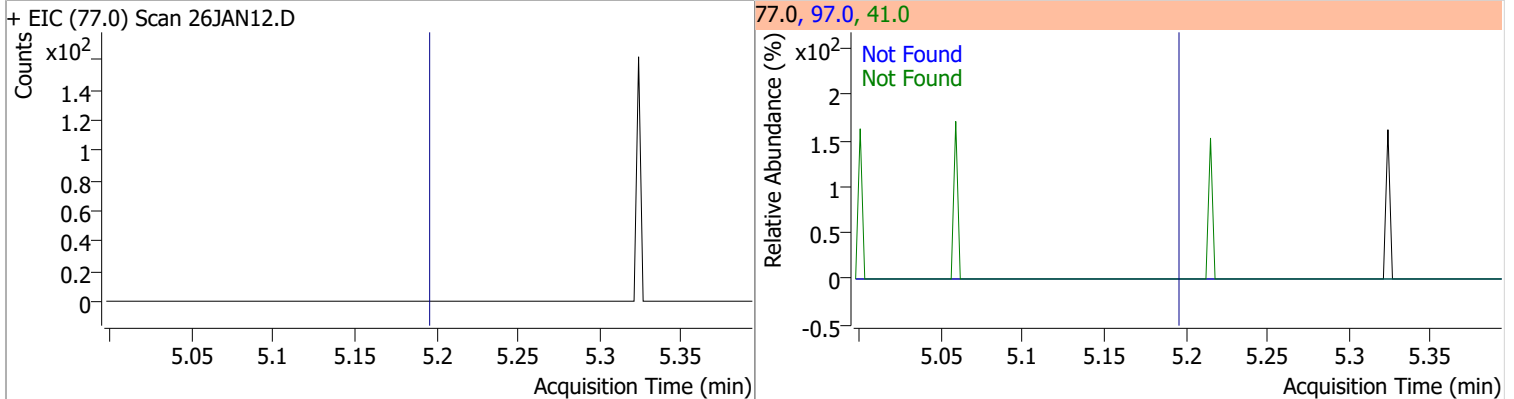 + EIC (77.0) Scan 26JAN12.D
Counts
x10²
1.4
1.2
1
0.8
0.6
0.4
0.2
0
5.05 5.1 5.15 5.2 5.25 5.3 5.35
Acquisition Time (min)
77.0, 97.0, 41.0
Relative Abundance (%)
x10²
Not Found
Not Found
2
1.5
1
0.5
0
-0.5
5.05 5.1 5.15 5.2 5.25 5.3 5.35
Acquisition Time (min)